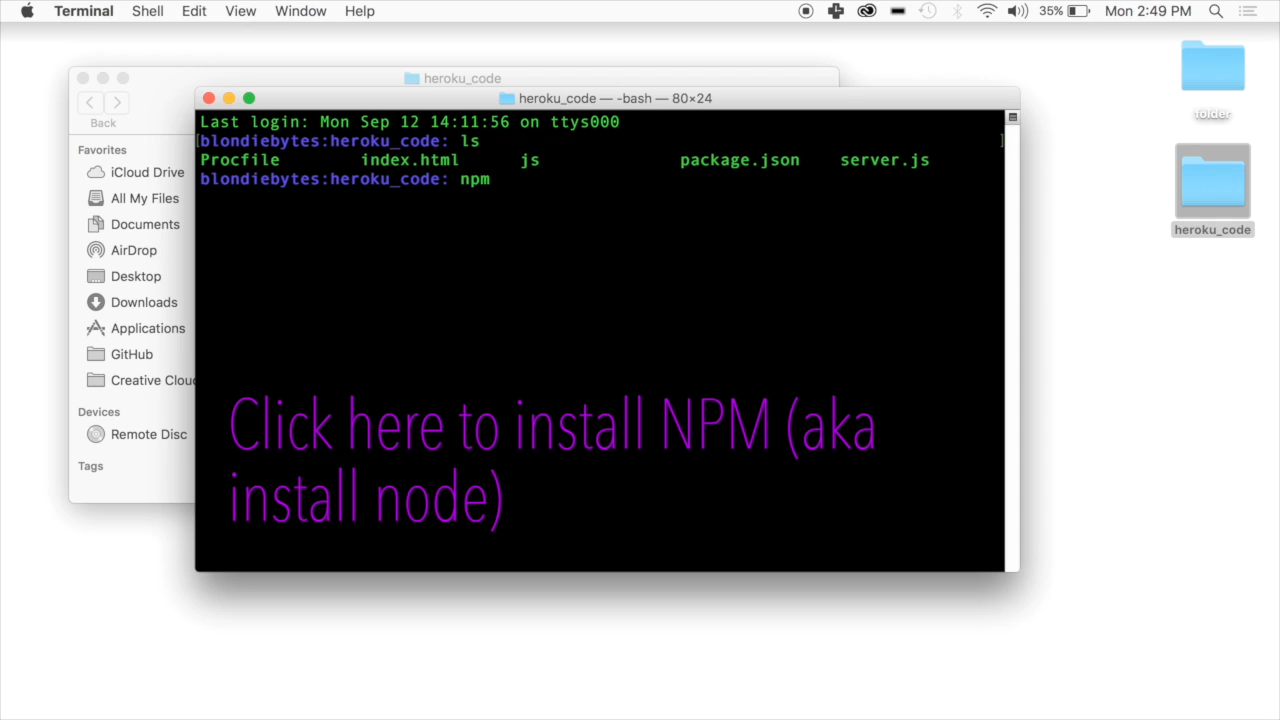 Terminal Shell Edit View Window Help 35% Mon 2:49 PM
heroku_code
Back
Favorites
iCloud Drive
All My Files
Documents
AirDrop
Desktop
Downloads
Applications
GitHub
Creative Clou
Devices
Remote Disc
Tags
heroku_code — -bash — 80×24
Last login: Mon Sep 12 14:11:56 on ttys000
[blondiebytes:heroku_code: ls ]
Procfile index.html js package.json server.js
blondiebytes:heroku_code: npm
Click here to install NPM (aka
install node)
folder
heroku_code